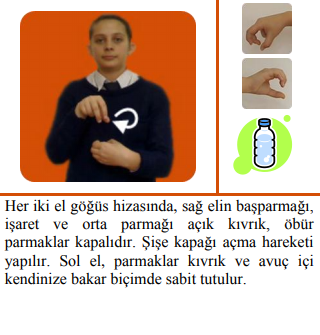 Her iki el göğüs hizasında, sağ elin başparmağı,
işaret ve orta parmağı açık kıvrık, öbür
parmaklar kapalıdır. Şişe kapağı açma hareketi
yapılır. Sol el, parmaklar kıvrık ve avuç içi
kendinize bakar biçimde sabit tutulur.